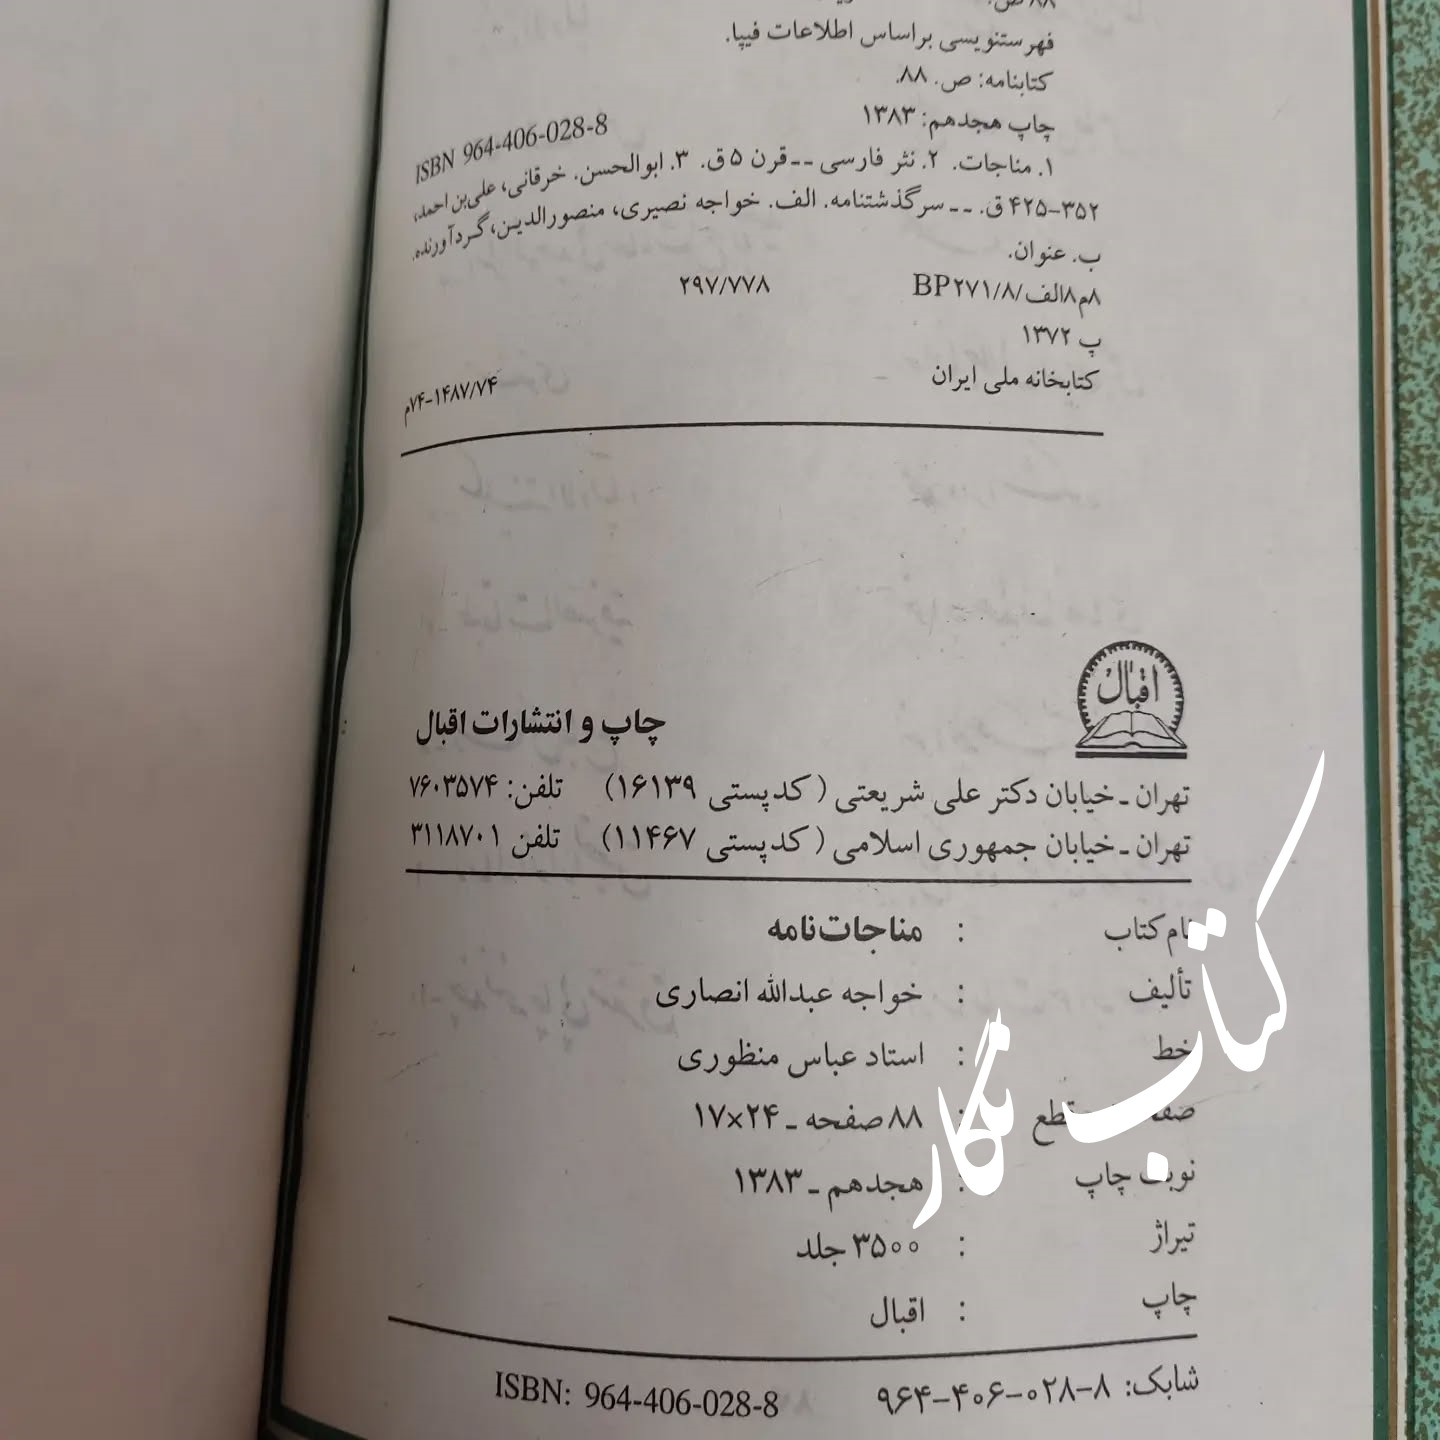 ۸۸ ص.
فهرستنویسی براساس اطلاعات فیپا.
کتابنامه: ص. ۸۸.
چاپ هجدهم: ۱۳۸۳ ISBN 964-406-028-8
۱. مناجات. ۲. نثر فارسی -- قرن ۵ ق. ۳. ابوالحسن. خرقانی، علی‌بن احمد،
۳۵۲-۴۲۵ ق. -- سرگذشتنامه. الف. خواجه نصیری، منصورالدین، گردآورنده.
ب. عنوان.
۸م۸الف/۸/BP۲۷۱ ۲۹۷/۷۷۸
پ ۱۳۷۲
کتابخانه ملی ایران ۷۴-۱۴۸۷/۷۴م
اقبال
چاپ و انتشارات اقبال
تهران ـ خیابان دکتر علی شریعتی (کدپستی ۱۶۱۳۹) تلفن: ۷۶۰۳۵۷۴
تهران ـ خیابان جمهوری اسلامی (کدپستی ۱۱۴۶۷) تلفن ۳۱۱۸۷۰۱
نام کتاب : مناجات‌نامه
تألیف : خواجه عبدالله انصاری
خط : استاد عباس منظوری
قطع : ۸۸ صفحه ـ ۲۴×۱۷
نوبت چاپ : هجدهم ـ ۱۳۸۳
تیراژ : ۳۵۰۰ جلد
چاپ : اقبال
شابک: ۸-۰۲۸-۴۰۶-۹۶۴ ISBN: 964-406-028-8
کتاب نگار